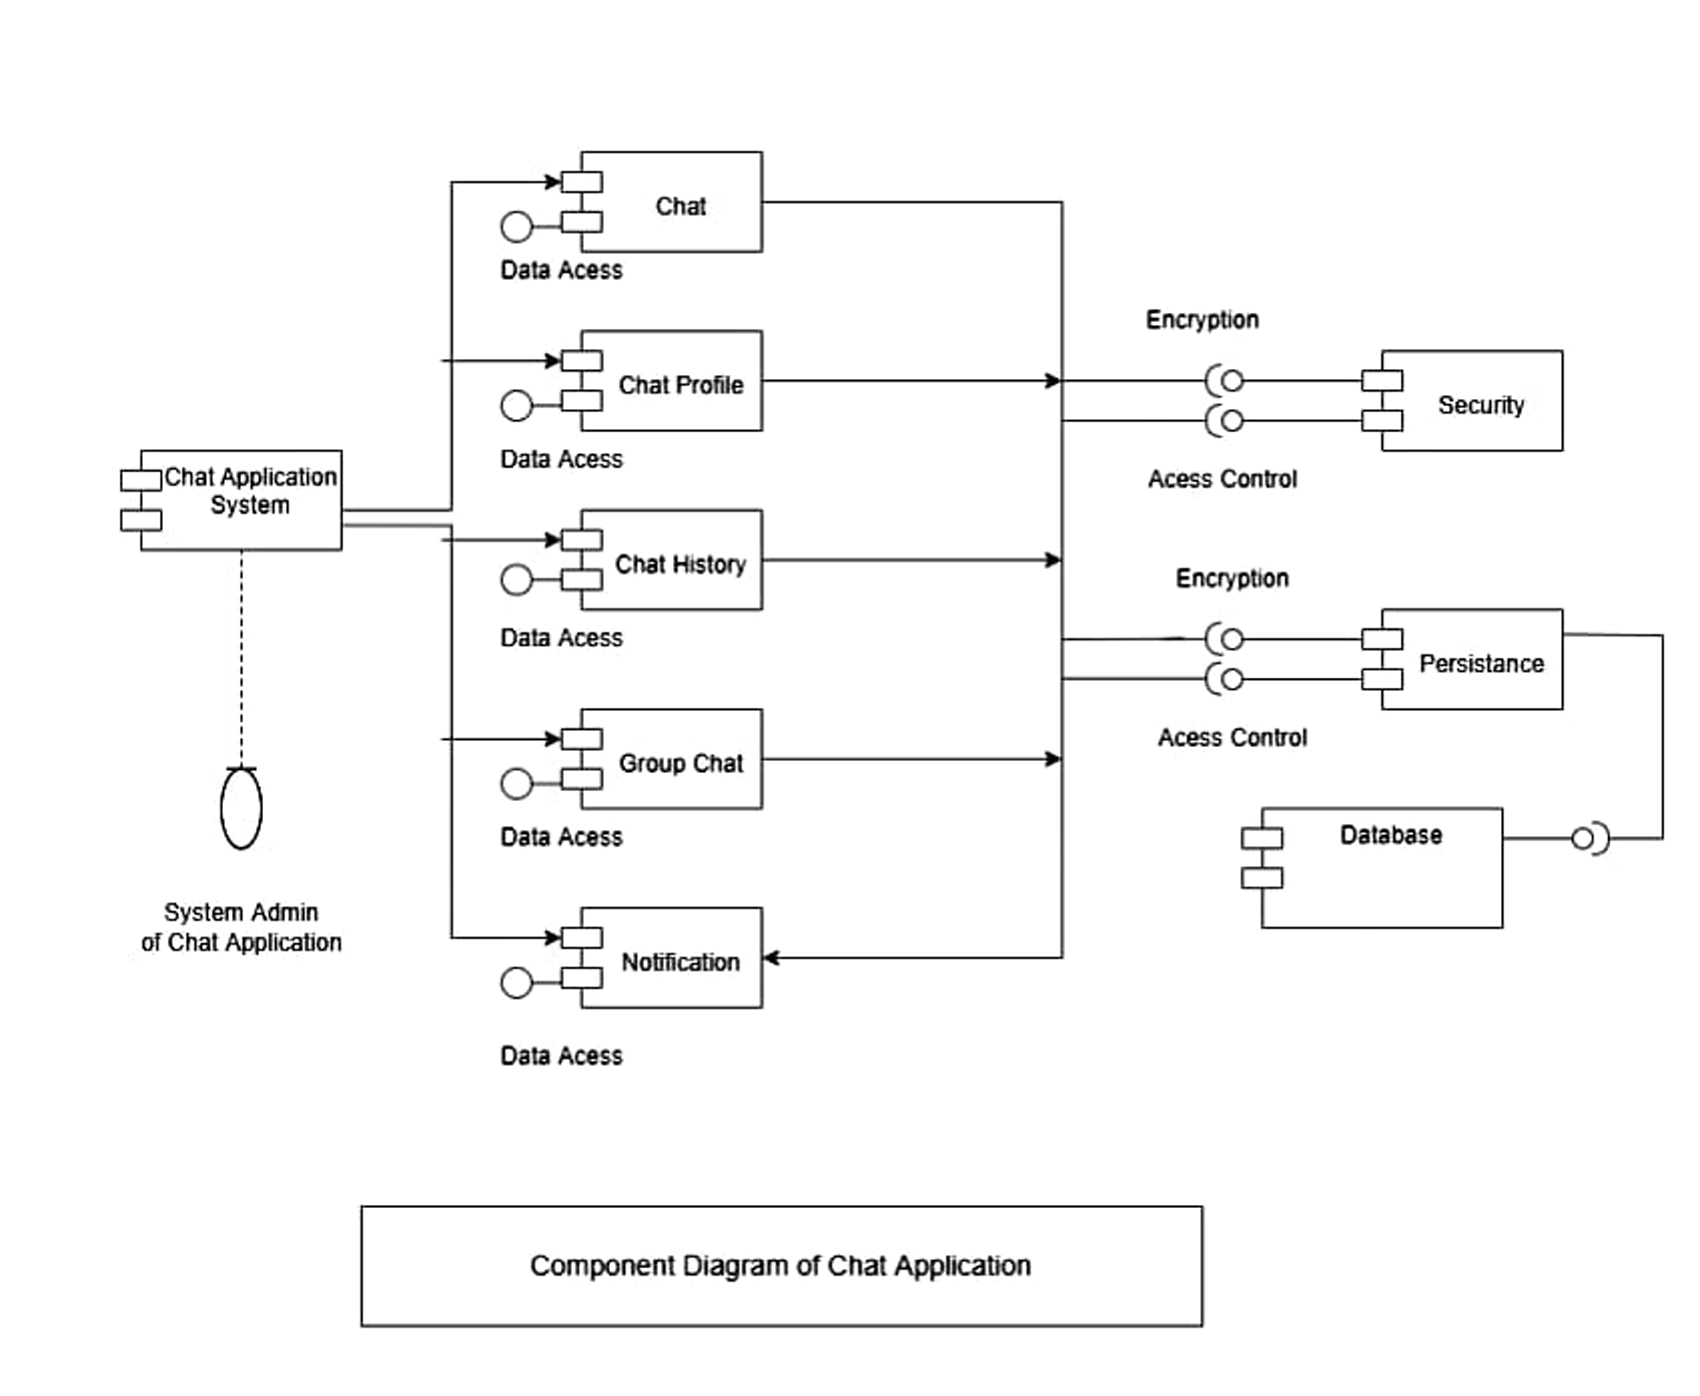 Chat
Data Acess
Chat Profile
Data Acess
Chat Application
System
Chat History
Data Acess
Group Chat
Data Acess
Notification
Data Acess
System Admin
of Chat Application
Encryption
Security
Acess Control
Encryption
Persistance
Acess Control
Database
Component Diagram of Chat Application